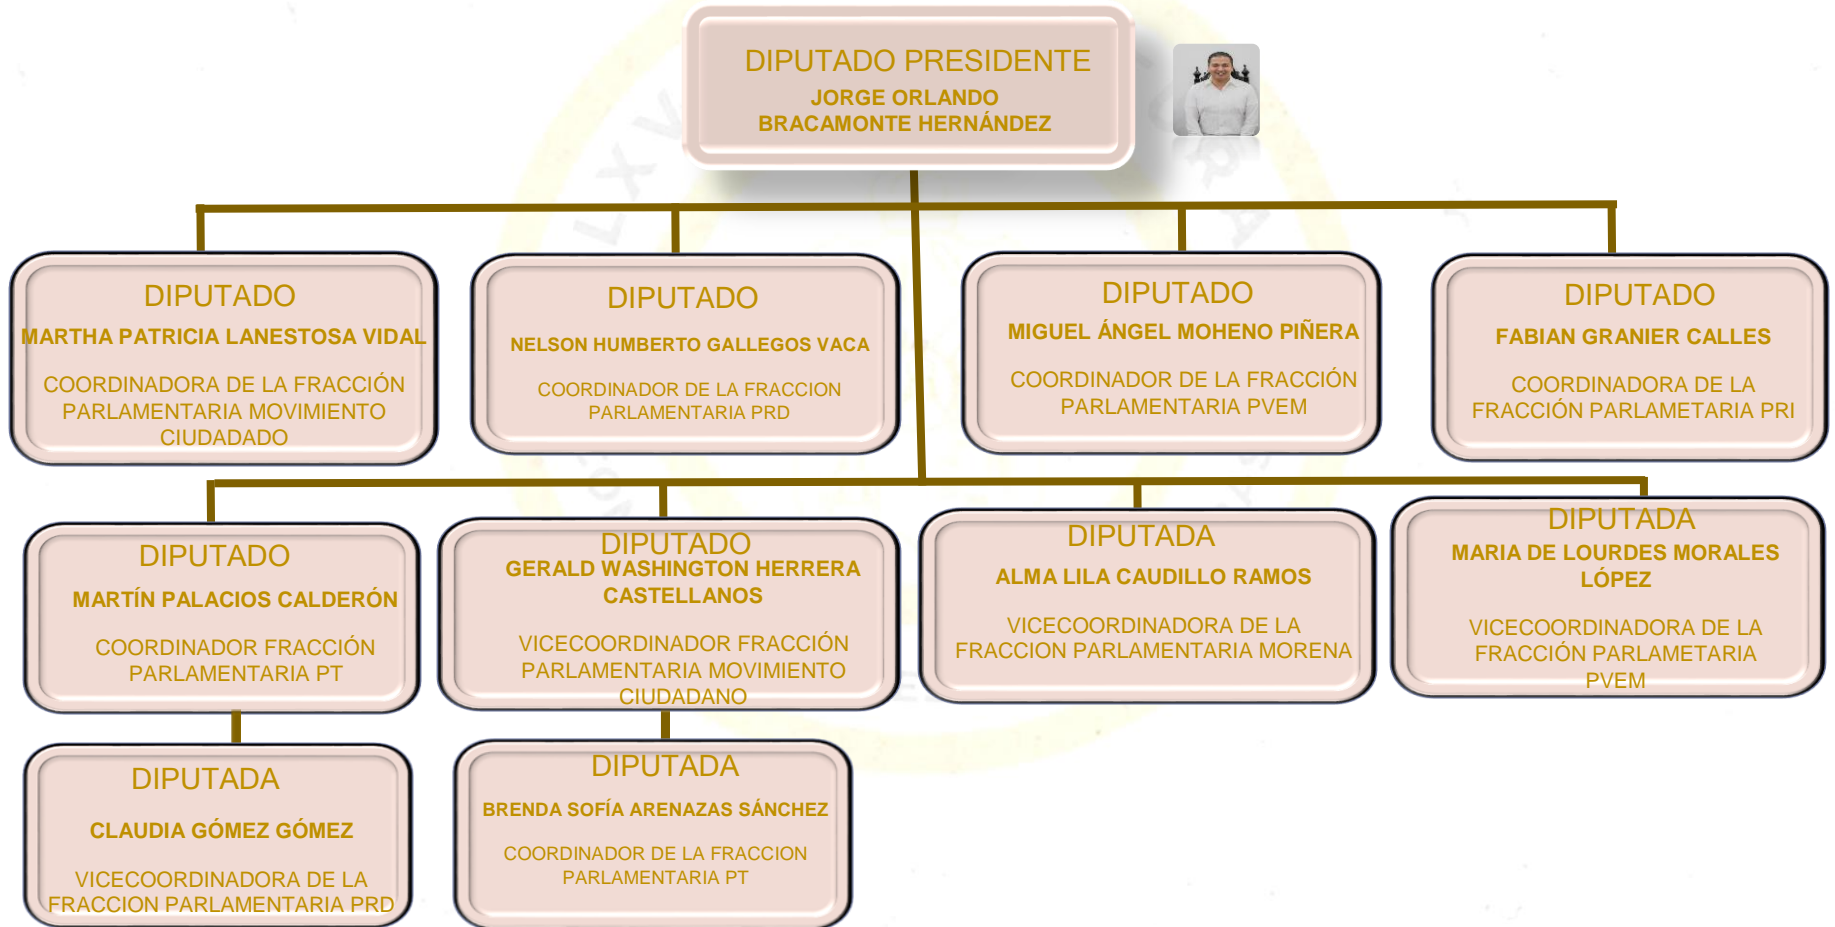 DIPUTADO PRESIDENTE
JORGE ORLANDO
BRACAMONTE HERNÁNDEZ
DIPUTADO
MARTHA PATRICIA LANESTOSA VIDAL
COORDINADORA DE LA FRACCIÓN
PARLAMENTARIA MOVIMIENTO
CIUDADADO
DIPUTADO
NELSON HUMBERTO GALLEGOS VACA
COORDINADOR DE LA FRACCION
PARLAMENTARIA PRD
DIPUTADO
MIGUEL ÁNGEL MOHENO PIÑERA
COORDINADOR DE LA FRACCIÓN
PARLAMENTARIA PVEM
DIPUTADO
FABIAN GRANIER CALLES
COORDINADORA DE LA
FRACCIÓN PARLAMETARIA PRI
DIPUTADO
MARTÍN PALACIOS CALDERÓN
COORDINADOR FRACCIÓN
PARLAMENTARIA PT
DIPUTADO
GERALD WASHINGTON HERRERA
CASTELLANOS
VICECOORDINADOR FRACCIÓN
PARLAMENTARIA MOVIMIENTO
CIUDADANO
DIPUTADA
ALMA LILA CAUDILLO RAMOS
VICECOORDINADORA DE LA
FRACCION PARLAMENTARIA MORENA
DIPUTADA
MARIA DE LOURDES MORALES
LÓPEZ
VICECOORDINADORA DE LA
FRACCIÓN PARLAMETARIA
PVEM
DIPUTADA
CLAUDIA GÓMEZ GÓMEZ
VICECOORDINADORA DE LA
FRACCION PARLAMENTARIA PRD
DIPUTADA
BRENDA SOFÍA ARENAZAS SÁNCHEZ
COORDINADOR DE LA FRACCION
PARLAMENTARIA PT